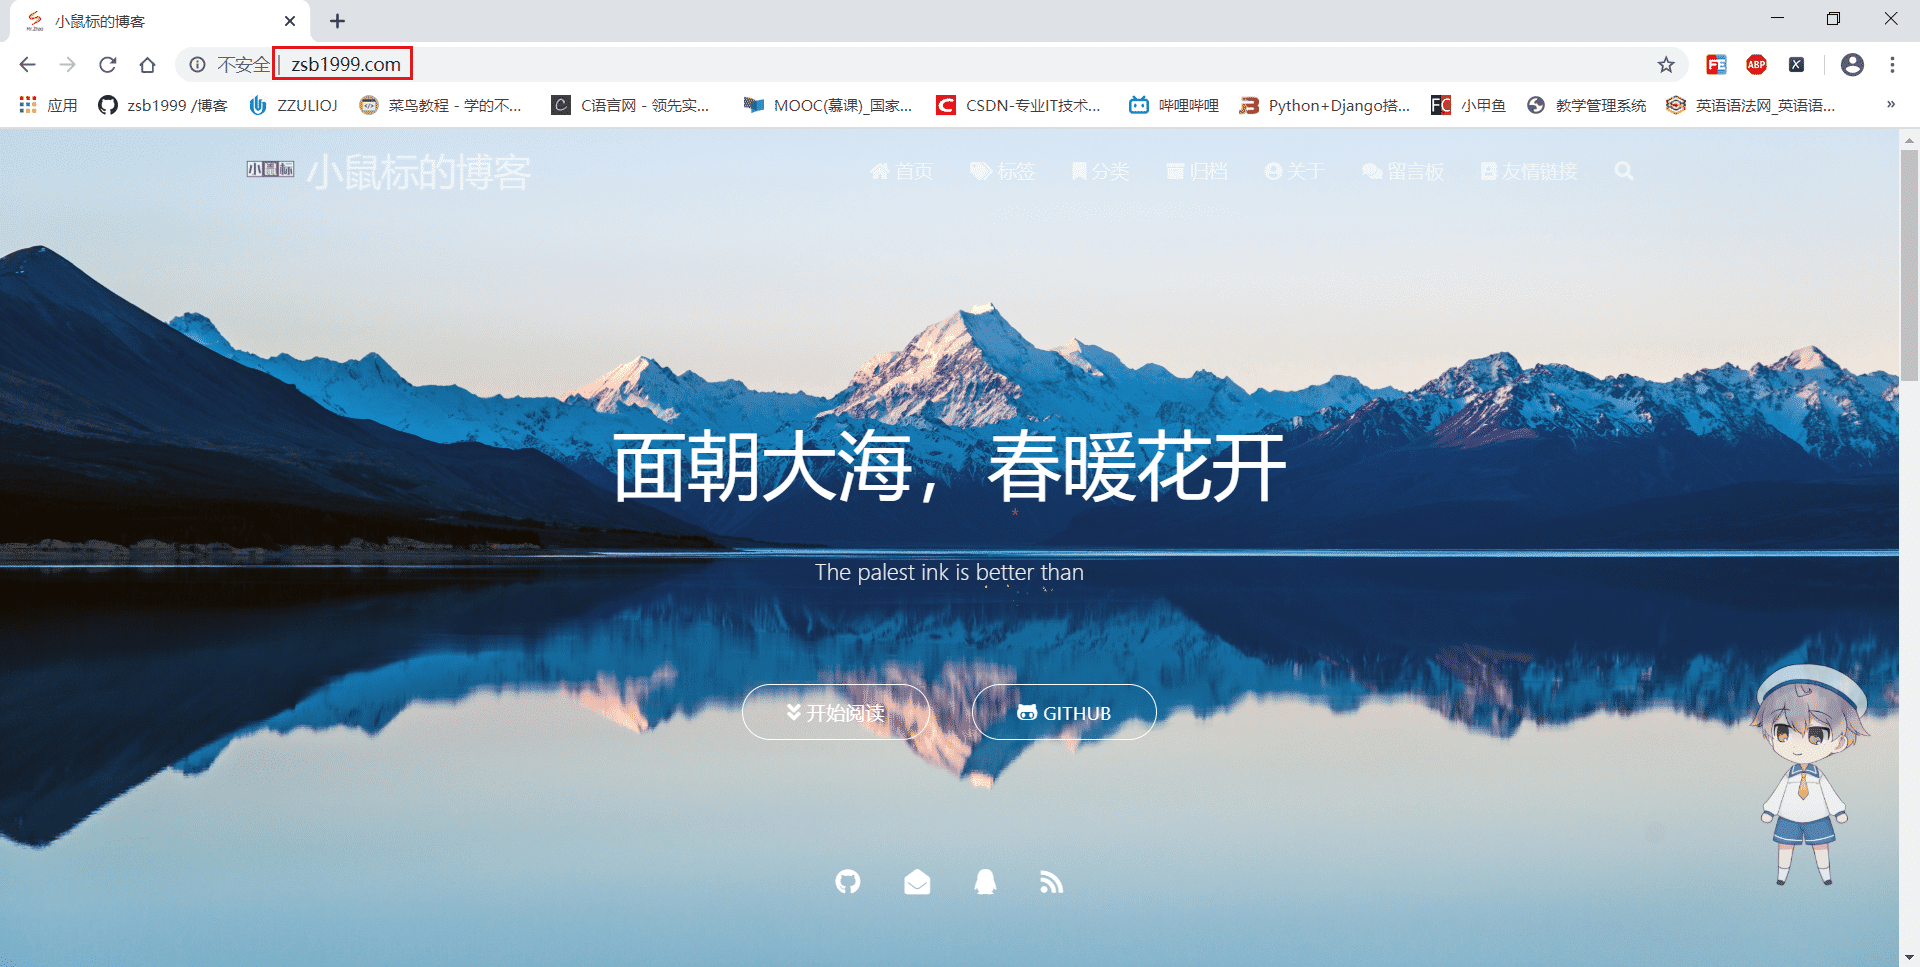 小鼠标的博客
不安全 | zsb1999.com
应用 zsb1999 /博客 ZZULIOJ 菜鸟教程 - 学的不... C语言网 - 领先实... MOOC(慕课)_国家... CSDN-专业IT技术... 哔哩哔哩 Python+Django搭... 小甲鱼 教学管理系统 英语语法网_英语语... »
小鼠标 小鼠标的博客 首页 标签 分类 归档 关于 留言板 友情链接
面朝大海，春暖花开
The palest ink is better than
开始阅读 GITHUB